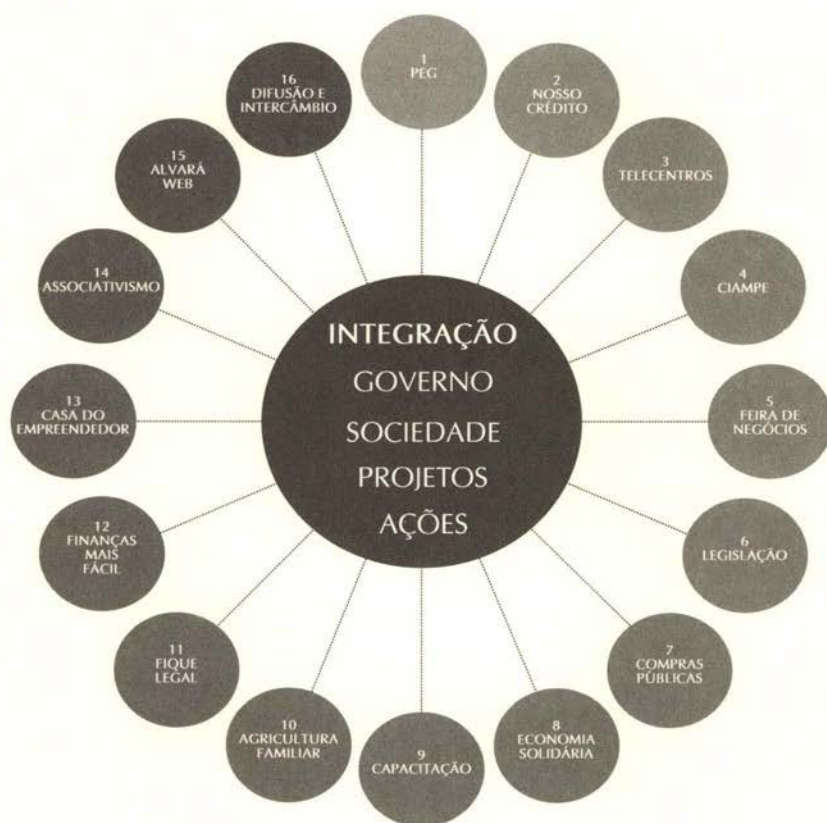 1
PEG
2
NOSSO
CRÉDITO
3
TELECENTROS
4
CIAMPE
5
FEIRA DE
NEGÓCIOS
6
LEGISLAÇÃO
7
COMPRAS
PÚBLICAS
8
ECONOMIA
SOLIDÁRIA
9
CAPACITAÇÃO
10
AGRICULTURA
FAMILIAR
11
FIQUE
LEGAL
12
FINANÇAS
MAIS
FÁCIL
13
CASA DO
EMPREENDEDOR
14
ASSOCIATIVISMO
15
ALVARÁ
WEB
16
DIFUSÃO E
INTERCÂMBIO
INTEGRAÇÃO
GOVERNO
SOCIEDADE
PROJETOS
AÇÕES